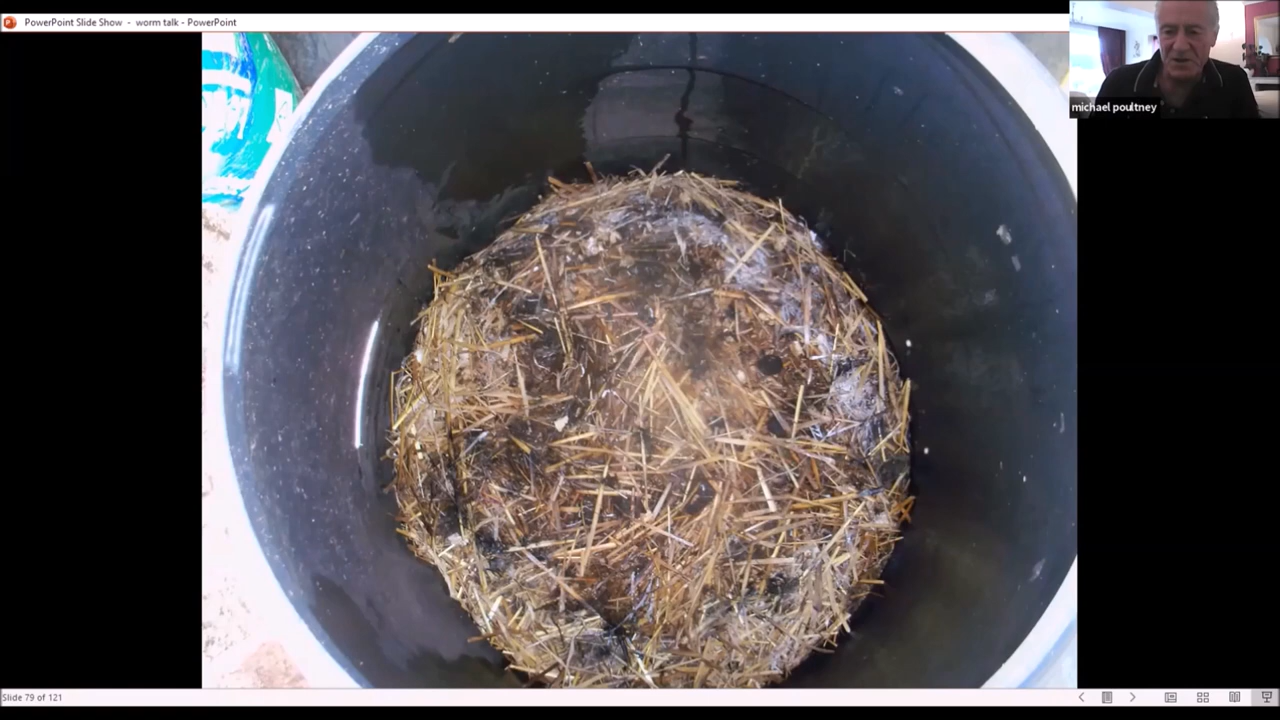 PowerPoint Slide Show - worm talk - PowerPoint
michael poultney
Slide 79 of 121